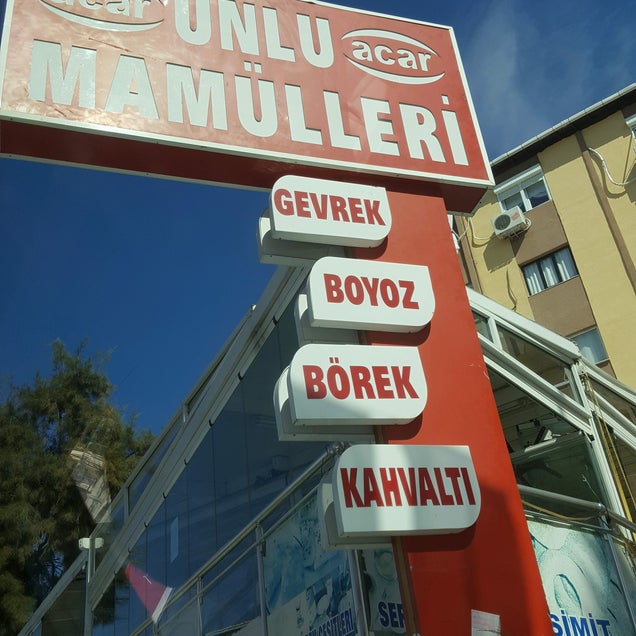 acar UNLU acar
MAMÜLLERİ
GEVREK
BOYOZ
BÖREK
KAHVALTI
SİMİT